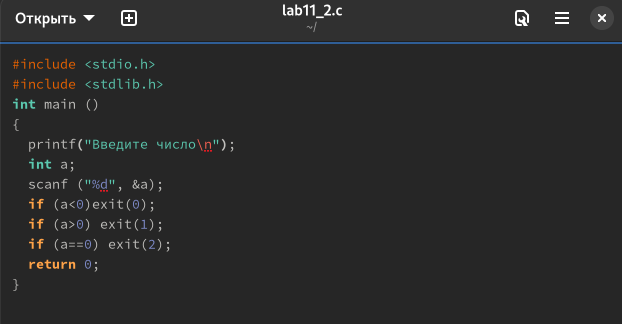 Открыть
lab11_2.c
~/
#include <stdio.h>
#include <stdlib.h>
int main ()
{
  printf("Введите число\n");
  int a;
  scanf ("%d", &a);
  if (a<0)exit(0);
  if (a>0) exit(1);
  if (a==0) exit(2);
  return 0;
}